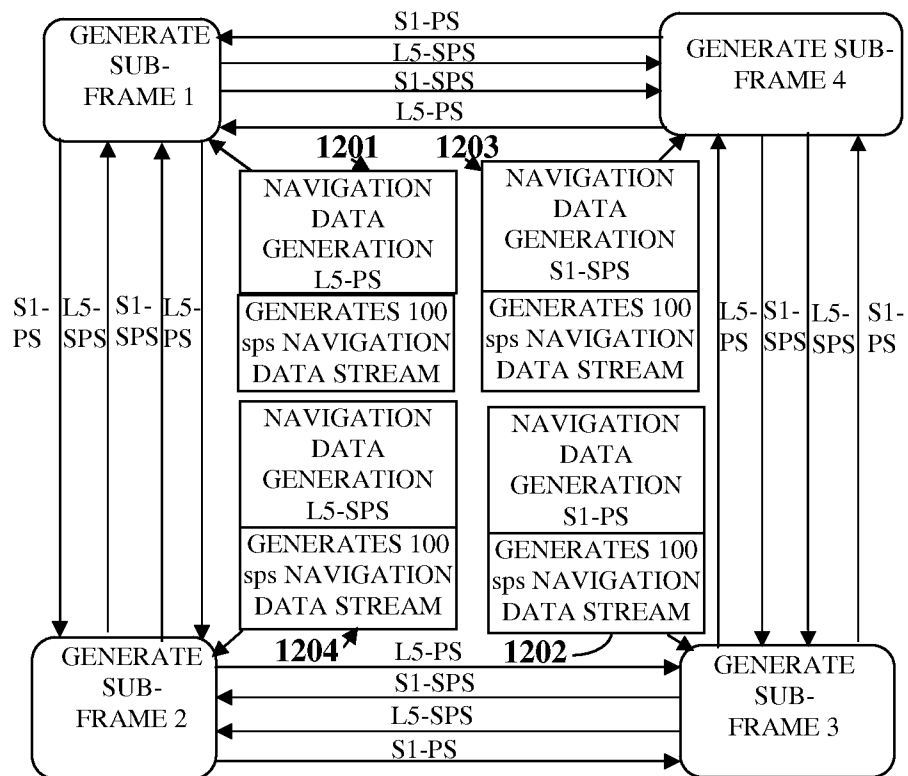 GENERATE
SUB-
FRAME 1
S1-PS
L5-SPS
S1-SPS
L5-PS
GENERATE SUB-
FRAME 4
1201
1203
NAVIGATION
DATA
GENERATION
L5-PS
GENERATES 100
sps NAVIGATION
DATA STREAM
NAVIGATION
DATA
GENERATION
S1-SPS
GENERATES 100
sps NAVIGATION
DATA STREAM
S1-
PS
L5-
SPS
S1-
SPS
L5-
PS
L5-
PS
S1-
SPS
L5-
SPS
S1-
PS
NAVIGATION
DATA
GENERATION
L5-SPS
GENERATES 100
sps NAVIGATION
DATA STREAM
NAVIGATION
DATA
GENERATION
S1-PS
GENERATES 100
sps NAVIGATION
DATA STREAM
1204
1202
GENERATE
SUB-
FRAME 2
L5-PS
S1-SPS
L5-SPS
S1-PS
GENERATE
SUB-
FRAME 3